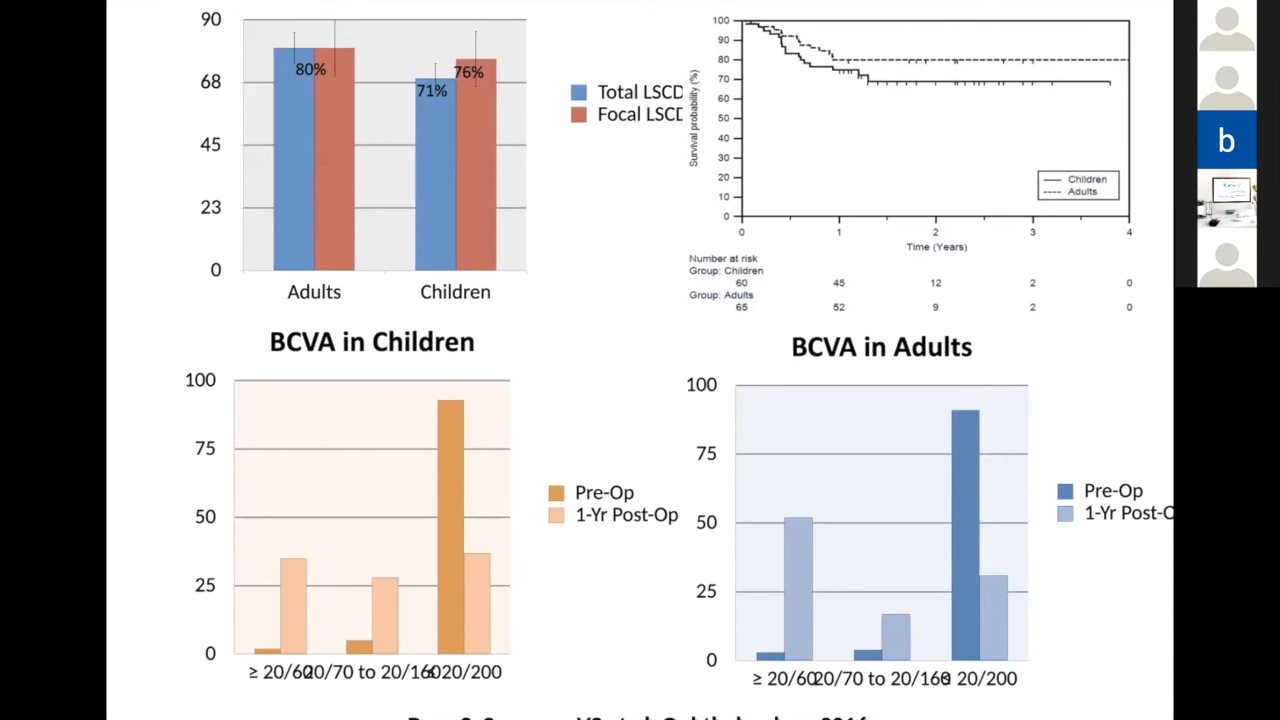 90
68
45
23
0
80%
71%
76%
Adults
Children
Total LSCD
Focal LSCD
100
90
80
70
60
50
40
30
20
10
0
Survival probability (%)
Children
Adults
0 1 2 3 4
Time (Years)
Number at risk
Group: Children
60 45 12 2 0
Group: Adults
65 52 9 2 0
b
BCVA in Children
100
75
50
25
0
≥ 20/60
20/70 to 20/160
20/200
Pre-Op
1-Yr Post-Op
BCVA in Adults
100
75
50
25
0
≥ 20/60
20/70 to 20/160
20/200
Pre-Op
1-Yr Post-O